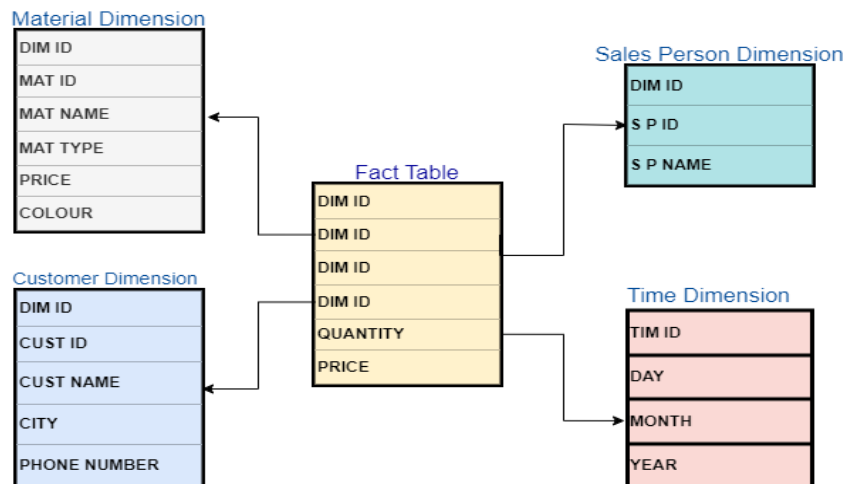 Material Dimension
DIM ID
MAT ID
MAT NAME
MAT TYPE
PRICE
COLOUR
Sales Person Dimension
DIM ID
S P ID
S P NAME
Fact Table
DIM ID
DIM ID
DIM ID
DIM ID
QUANTITY
PRICE
Customer Dimension
DIM ID
CUST ID
CUST NAME
CITY
PHONE NUMBER
Time Dimension
TIM ID
DAY
MONTH
YEAR